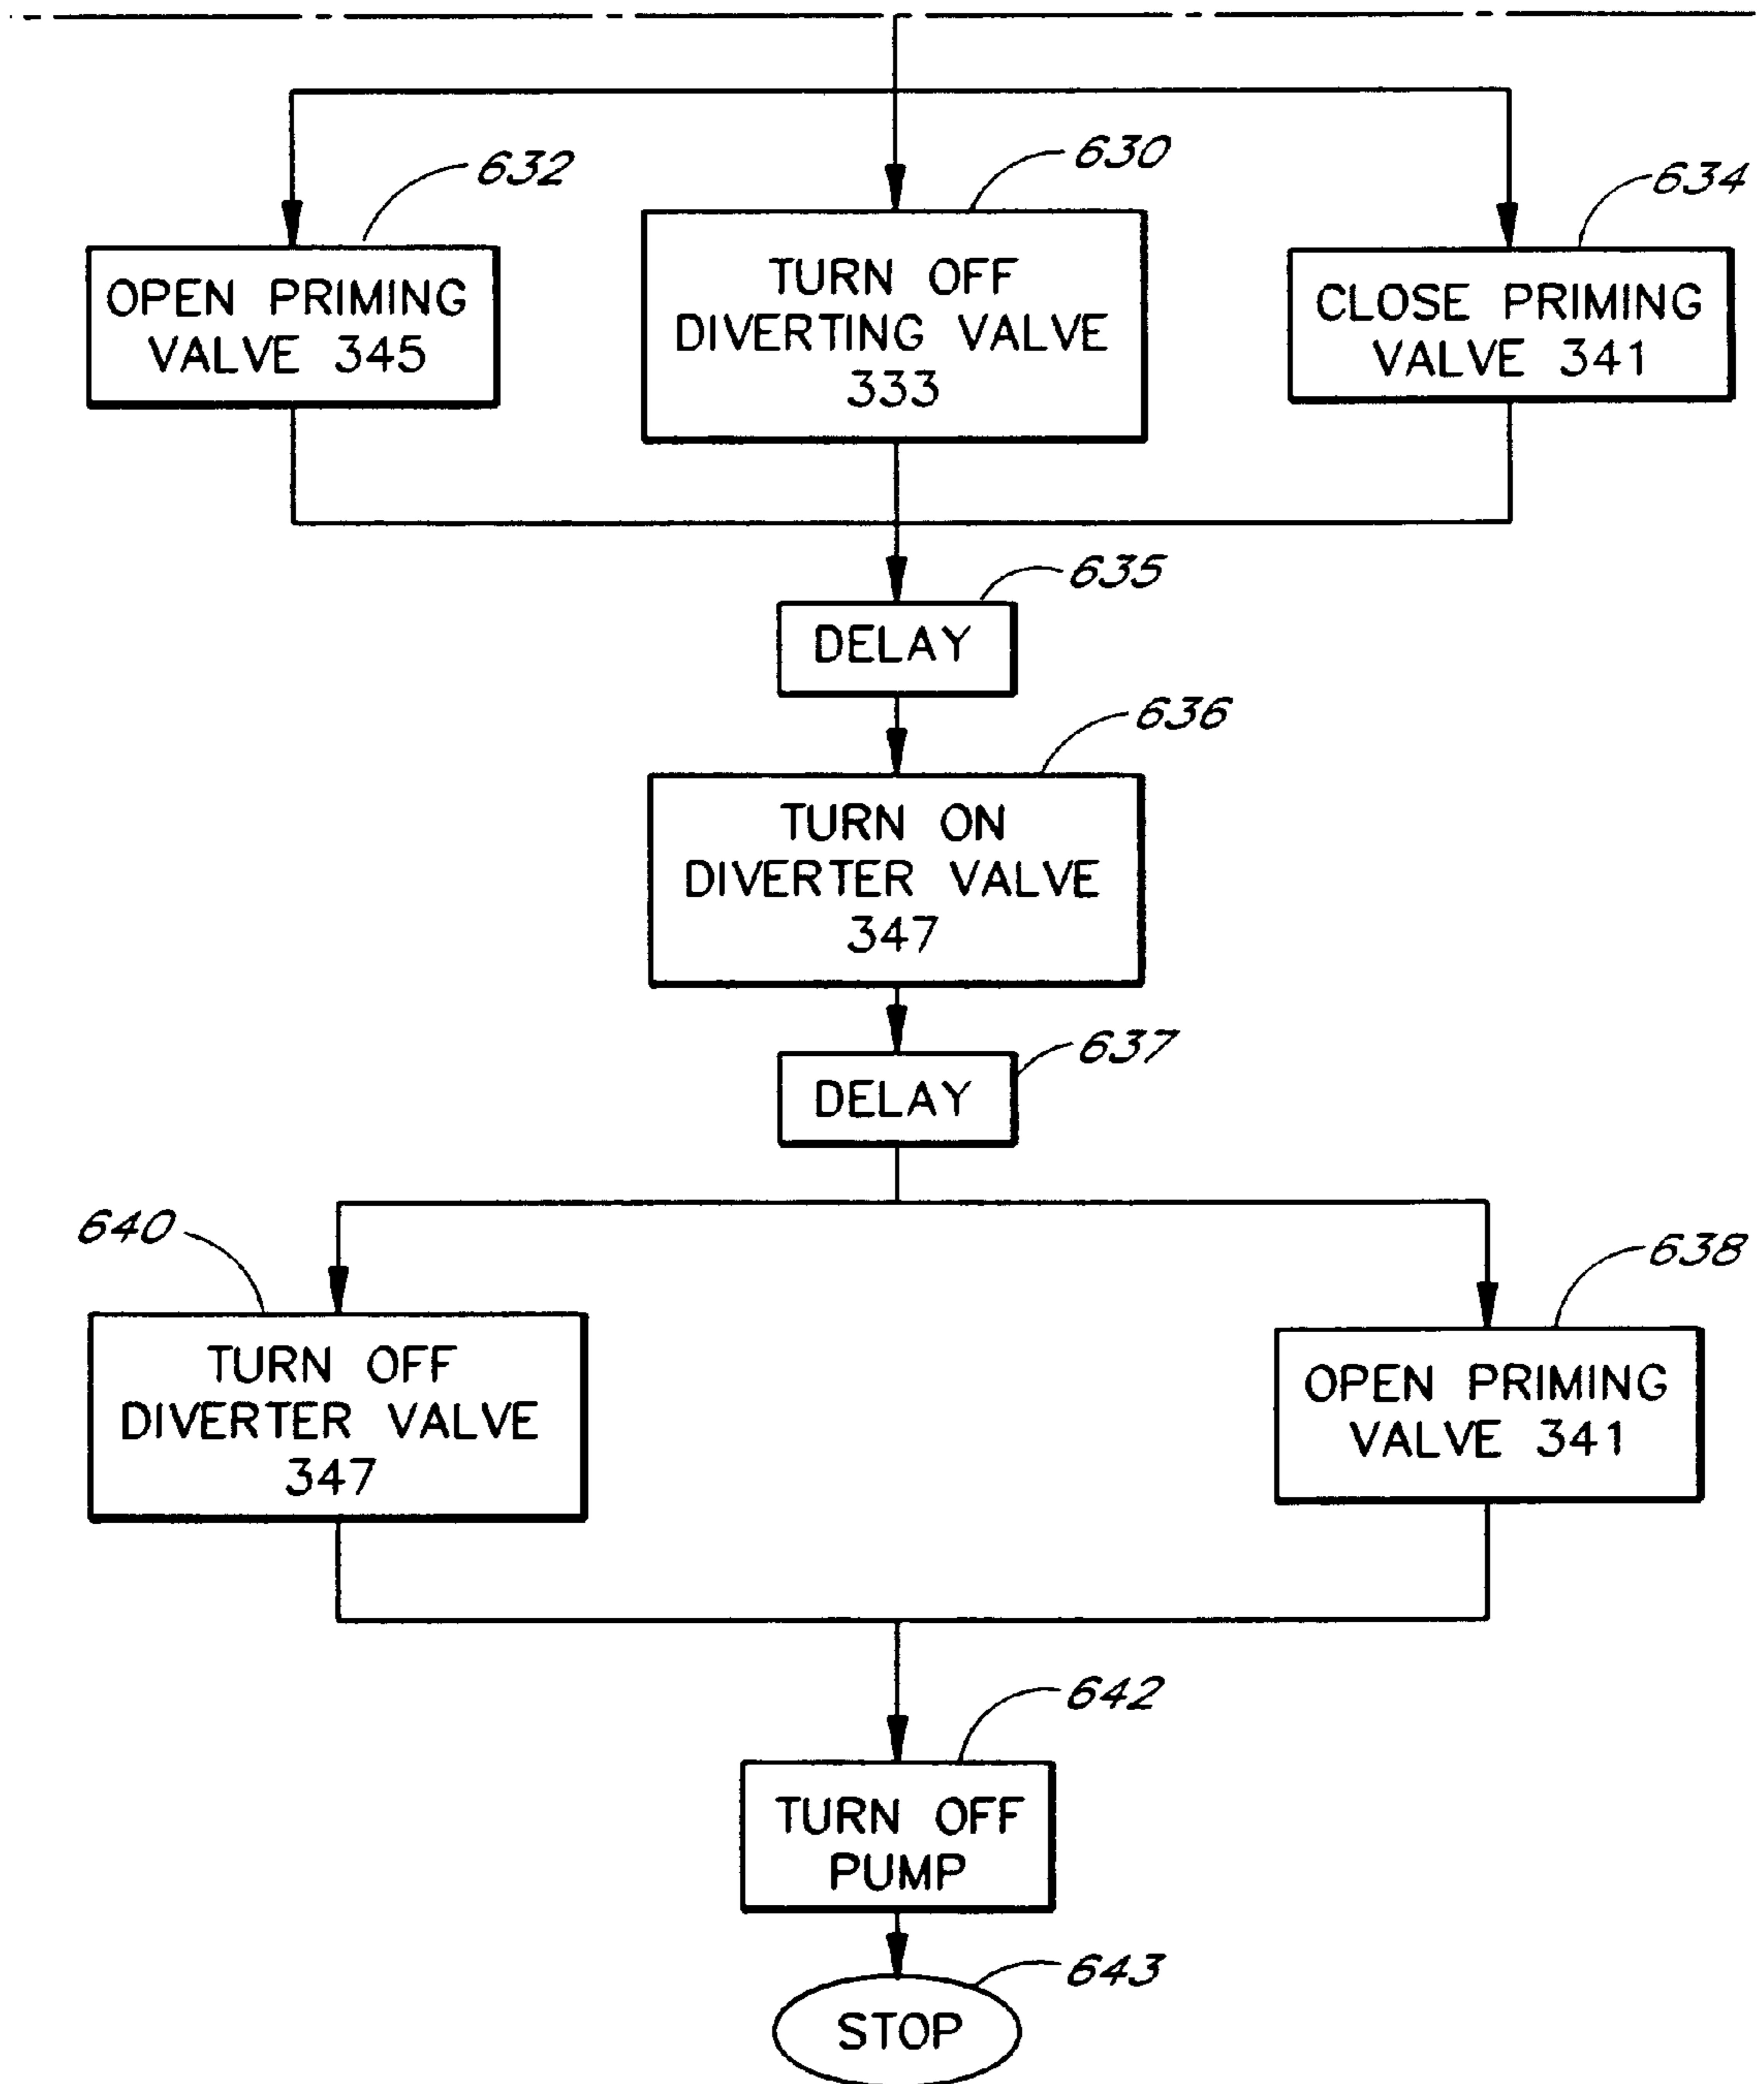 632
630
634
OPEN PRIMING
VALVE 345
TURN OFF
DIVERTING VALVE
333
CLOSE PRIMING
VALVE 341
635
DELAY
636
TURN ON
DIVERTER VALVE
347
637
DELAY
640
638
TURN OFF
DIVERTER VALVE
347
OPEN PRIMING
VALVE 341
642
TURN OFF
PUMP
643
STOP